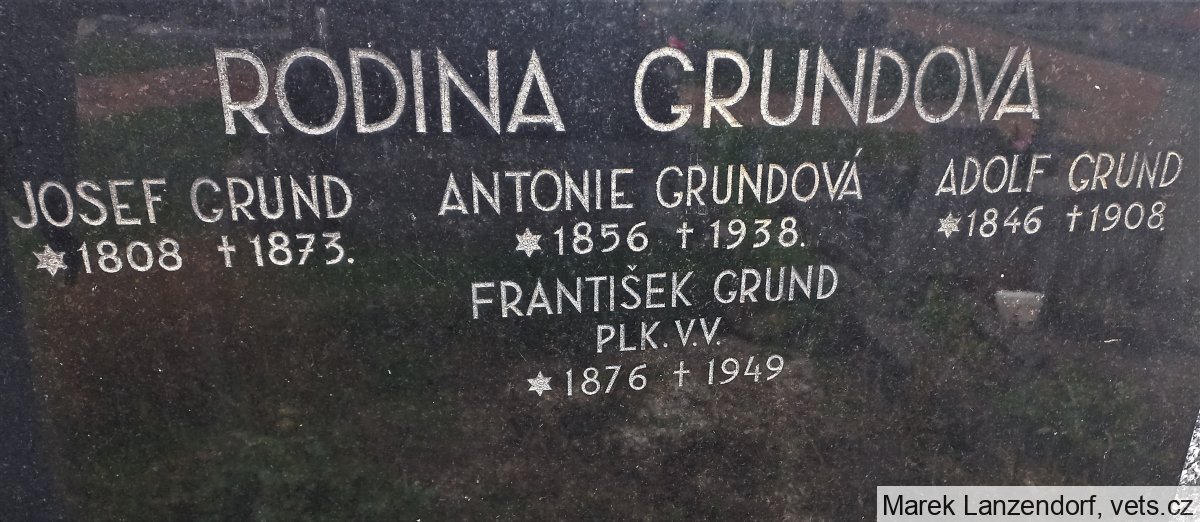 RODINA GRUNDOVA
JOSEF GRUND
* 1808 † 1873.
ANTONIE GRUNDOVÁ
* 1856 † 1938.
ADOLF GRUND
* 1846 † 1908.
FRANTIŠEK GRUND
PLK. V.V.
* 1876 † 1949
Marek Lanzendorf, vets.cz